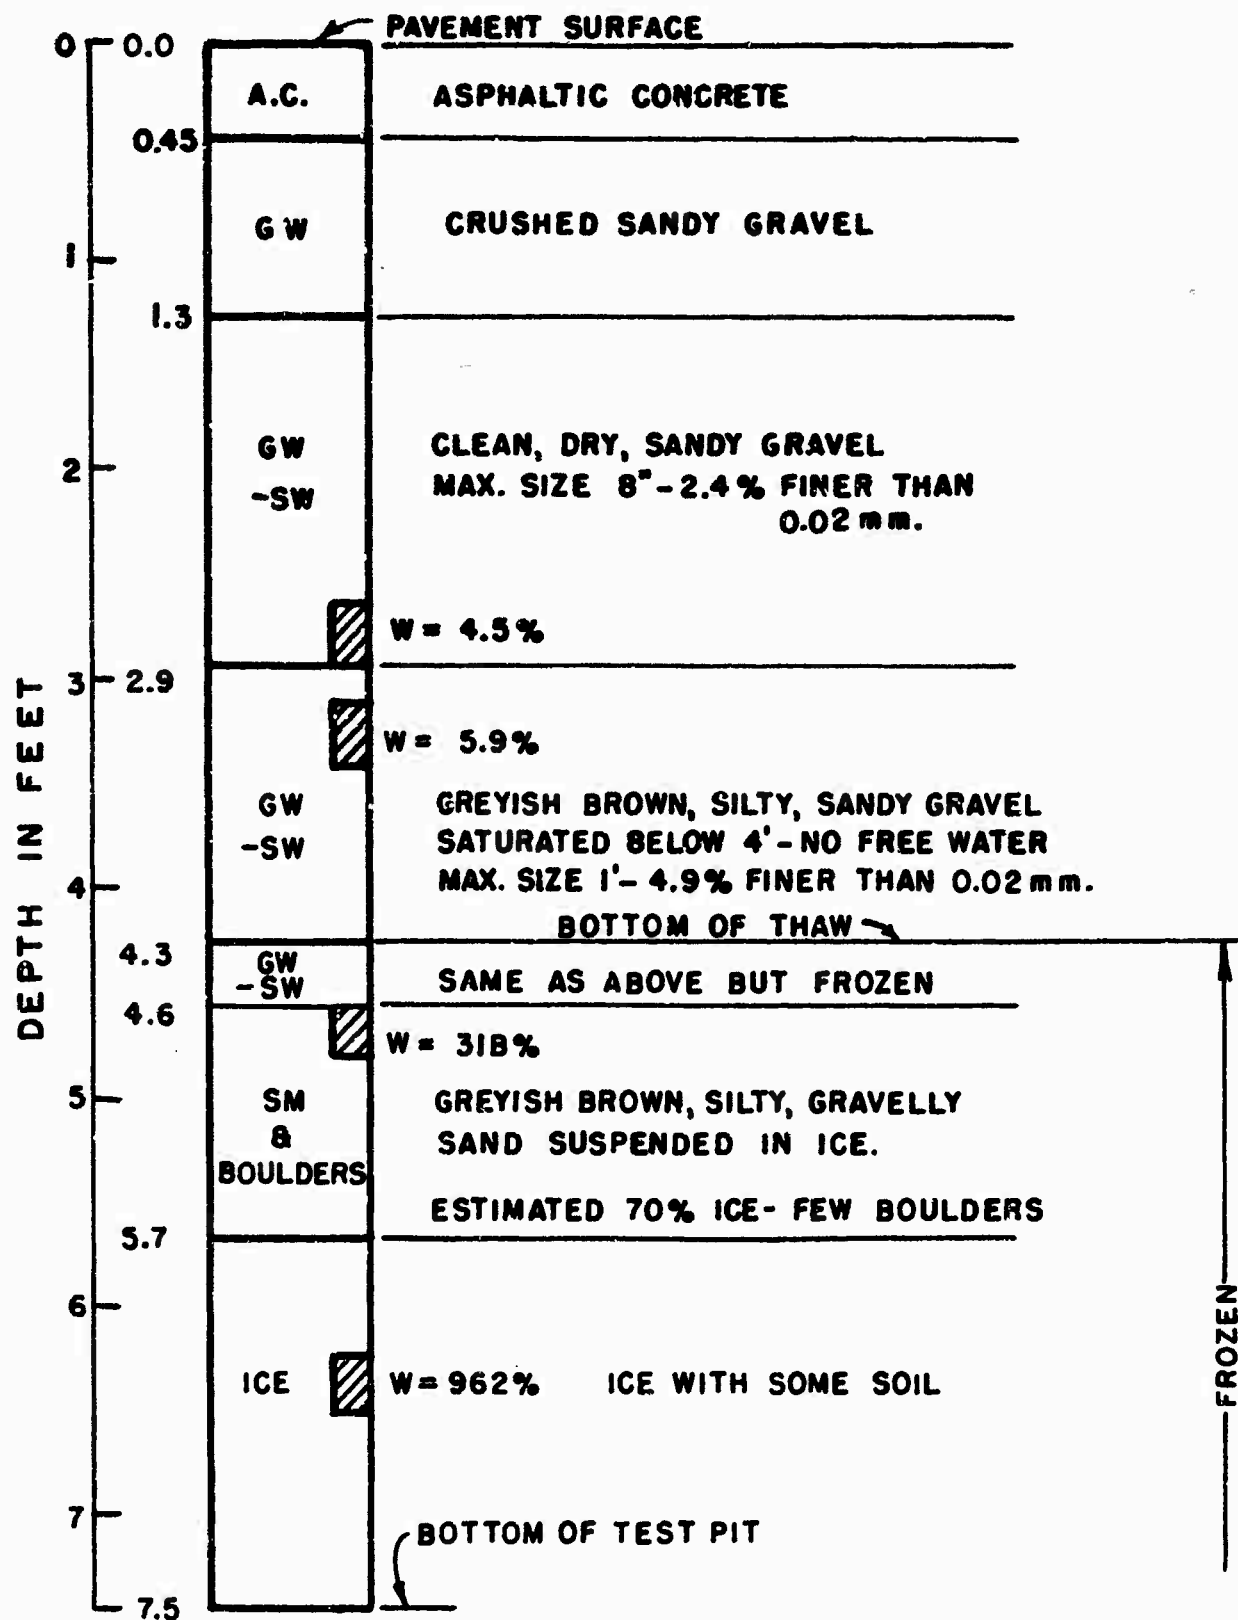 PAVEMENT SURFACE
0 0.0
A.C. ASPHALTIC CONCRETE
0.45
GW CRUSHED SANDY GRAVEL
1
1.3
GW CLEAN, DRY, SANDY GRAVEL
2
-SW MAX. SIZE 8"-2.4% FINER THAN
0.02 mm.
W = 4.5%
3 2.9
W = 5.9%
GW GREYISH BROWN, SILTY, SANDY GRAVEL
-SW SATURATED BELOW 4'-NO FREE WATER
4 MAX. SIZE 1'-4.9% FINER THAN 0.02 mm.
BOTTOM OF THAW
4.3
GW
-SW SAME AS ABOVE BUT FROZEN
4.6
W = 318%
5 SM GREYISH BROWN, SILTY, GRAVELLY
& SAND SUSPENDED IN ICE.
BOULDERS
ESTIMATED 70% ICE- FEW BOULDERS
5.7
6
ICE W = 962% ICE WITH SOME SOIL
7
BOTTOM OF TEST PIT
7.5
DEPTH IN FEET
FROZEN